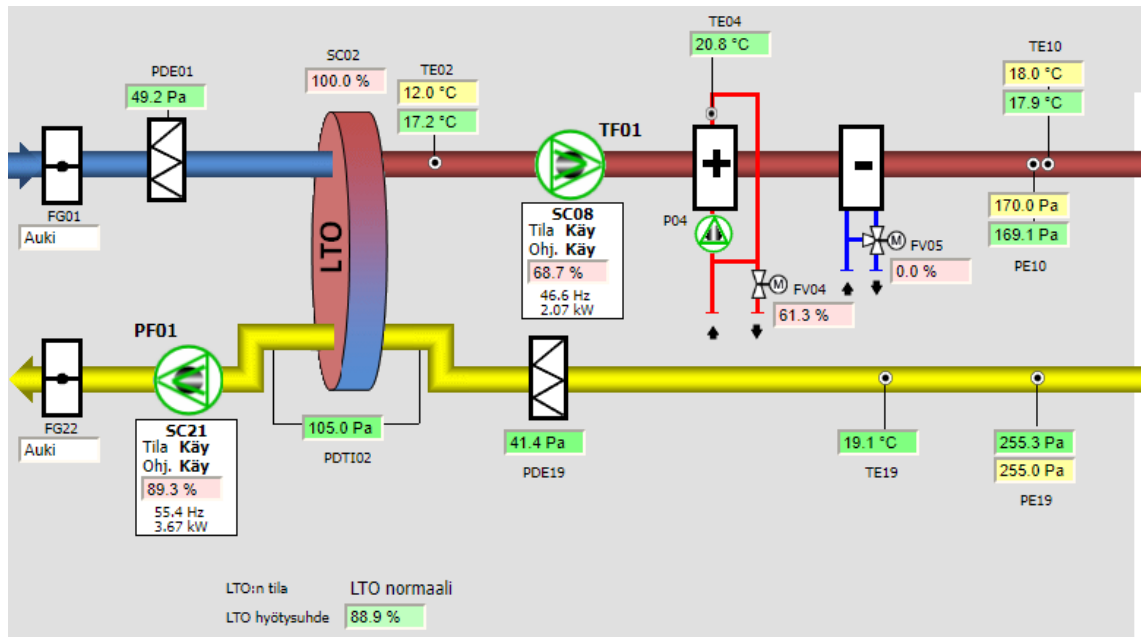 TE04
20.8 °C
SC02
100.0 %
TE02
12.0 °C
17.2 °C
TE10
18.0 °C
17.9 °C
PDE01
49.2 Pa
TF01
+
-
LTO
FG01
Auki
SC08
Tila Käy
Ohj. Käy
68.7 %
46.6 Hz
2.07 kW
P04
M
FV05
0.0 %
170.0 Pa
169.1 Pa
PE10
M
FV04
61.3 %
PF01
FG22
Auki
SC21
Tila Käy
Ohj. Käy
89.3 %
55.4 Hz
3.67 kW
105.0 Pa
PDTI02
41.4 Pa
PDE19
19.1 °C
TE19
255.3 Pa
255.0 Pa
PE19
LTO:n tila LTO normaali
LTO hyötysuhde 88.9 %